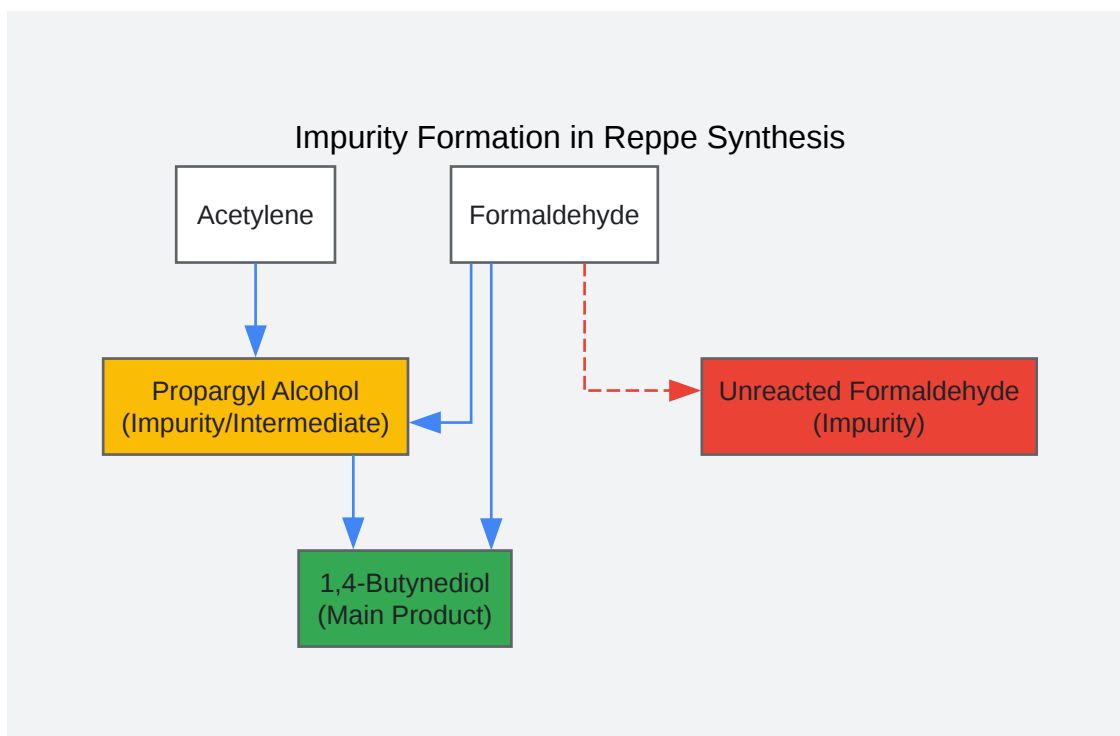 Impurity Formation in Reppe Synthesis
Acetylene
Formaldehyde
Propargyl Alcohol
(Impurity/Intermediate)
Unreacted Formaldehyde
(Impurity)
1,4-Butynediol
(Main Product)